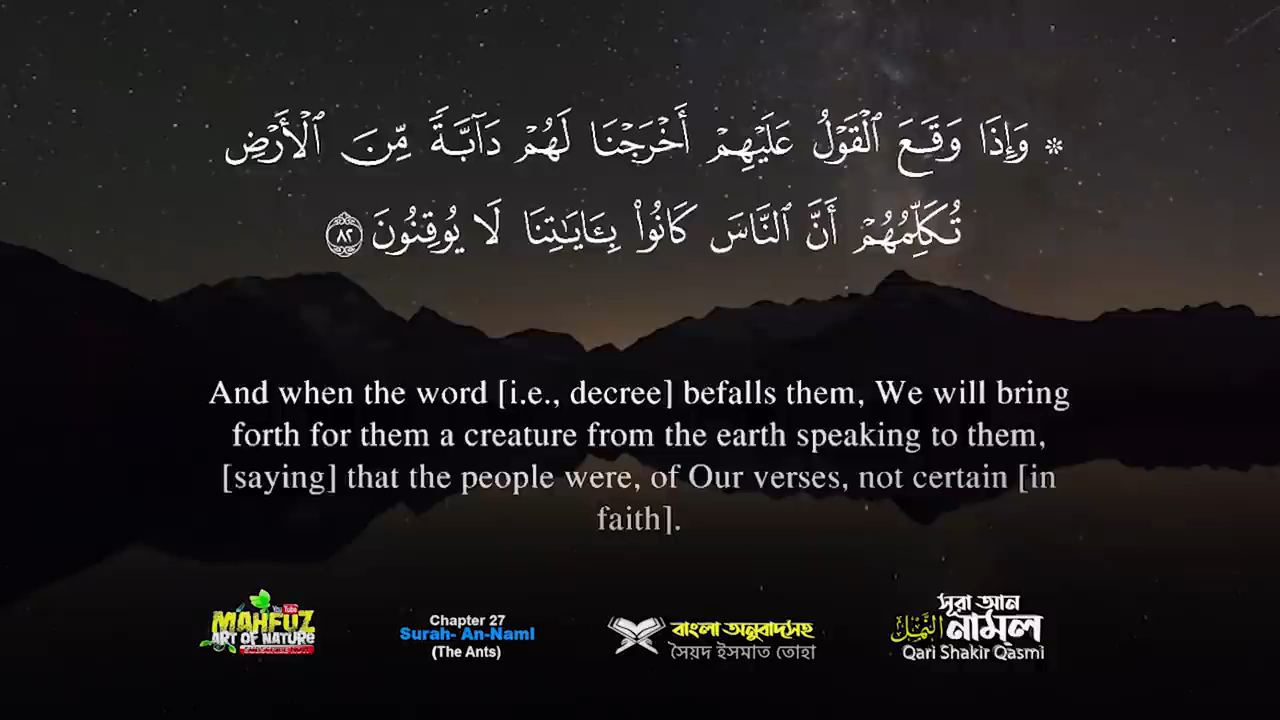 ۞ وَإِذَا وَقَعَ ٱلْقَوْلُ عَلَيْهِمْ أَخْرَجْنَا لَهُمْ دَآبَّةً مِّنَ ٱلْأَرْضِ
تُكَلِّمُهُمْ أَنَّ ٱلنَّاسَ كَانُوا۟ بِـَٔايَـٰتِنَا لَا يُوقِنُونَ ٨٢
And when the word [i.e., decree] befalls them, We will bring
forth for them a creature from the earth speaking to them,
[saying] that the people were, of Our verses, not certain [in
faith].
You Tube
MAHFUZ
ART OF NATURE
Chapter 27
Surah- An-Naml
(The Ants)
বাংলা অনুবাদসহ
সৈয়দ ইসমাত তোহা
সূরা আন
النَّمْل নাম্‌ল
Qari Shakir Qasmi